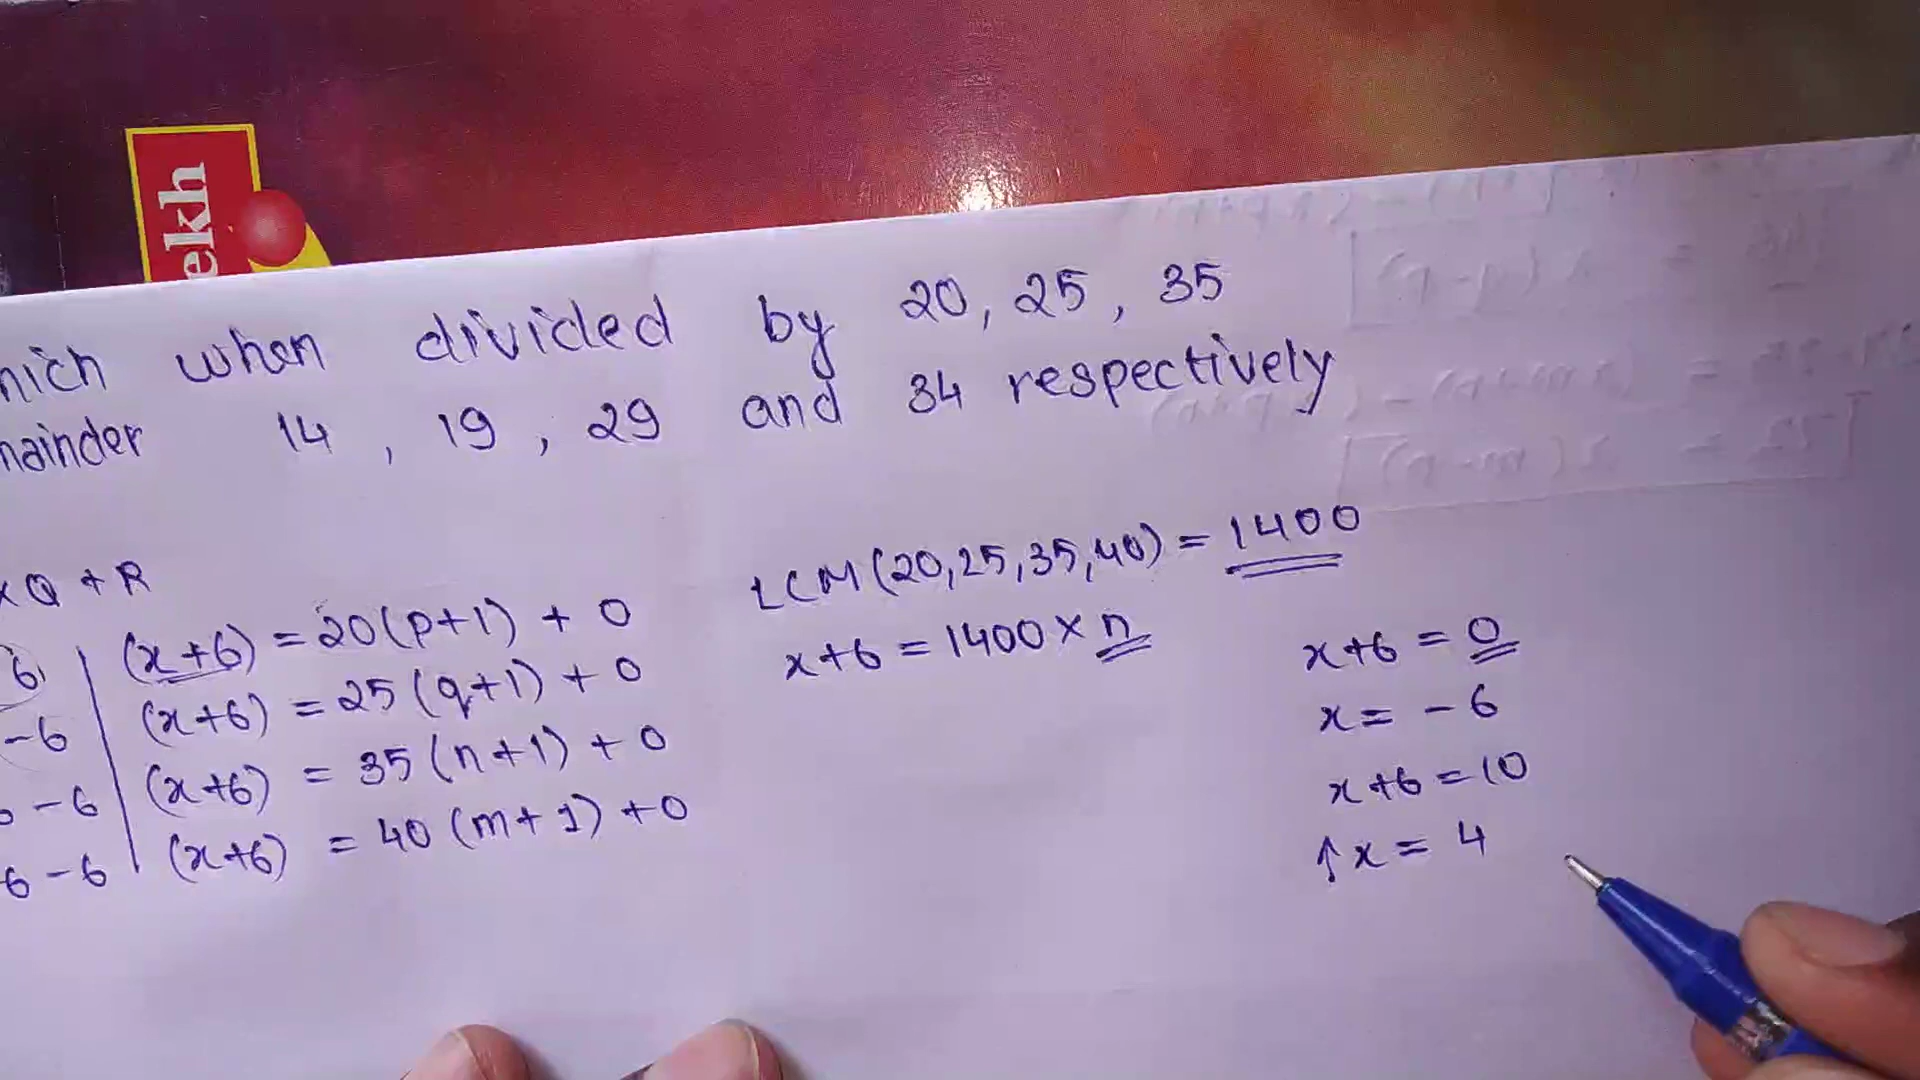 ekh
when divided by 20, 25, 35
14, 19, 29 and 34 respectively
Q + R
6 | (x+6) = 20(p+1) + 0
-6 | (x+6) = 25(q+1) + 0
-6 | (x+6) = 35(n+1) + 0
6-6 | (x+6) = 40(m+1) + 0
LCM(20,25,35,40) = 1400
x+6 = 1400 × n
x+6 = 0
x = -6
x+6 = 10
↑ x = 4